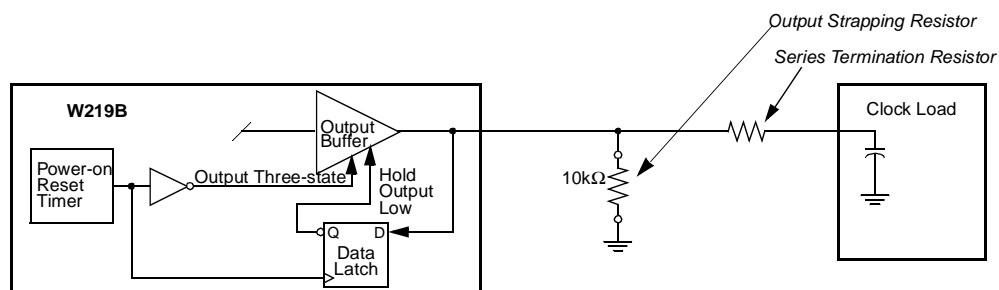 Output Strapping Resistor
Series Termination Resistor
W219B
Clock Load
Output
Buffer
Power-on
Reset
Timer
Output Three-state
Hold
Output
Low
10kΩ
Q D
Data
Latch